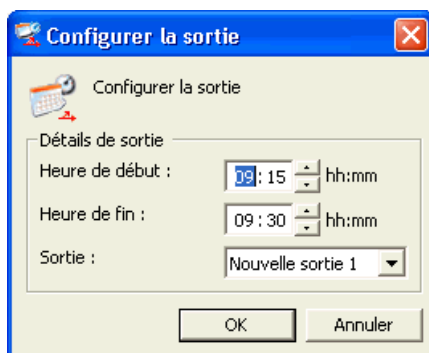 Configurer la sortie
Configurer la sortie
Détails de sortie
Heure de début : 09:15 hh:mm
Heure de fin : 09:30 hh:mm
Sortie : Nouvelle sortie 1
OK Annuler